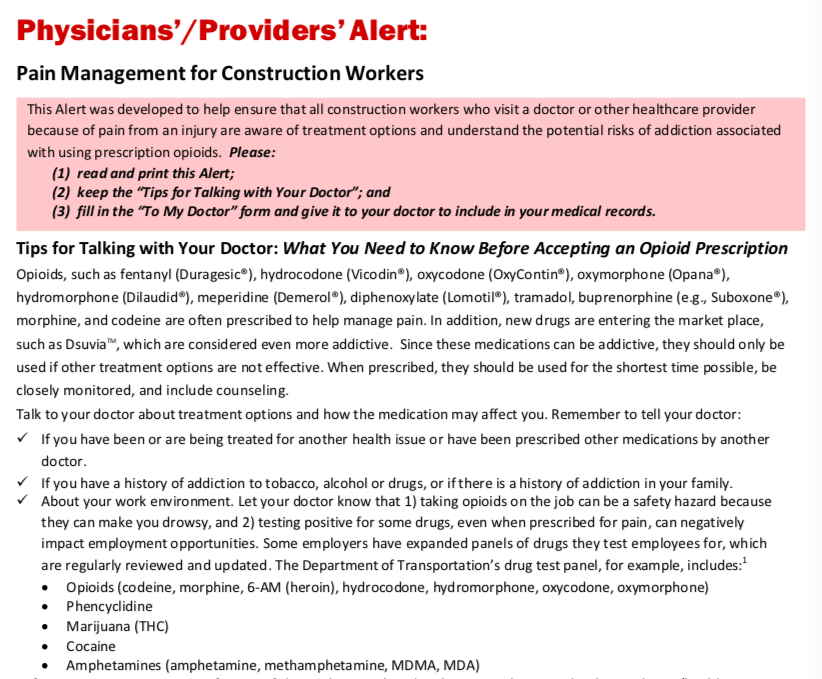 Physicians’/Providers’ Alert:
Pain Management for Construction Workers
This Alert was developed to help ensure that all construction workers who visit a doctor or other healthcare provider
because of pain from an injury are aware of treatment options and understand the potential risks of addiction associated
with using prescription opioids. Please:
(1) read and print this Alert;
(2) keep the “Tips for Talking with Your Doctor”; and
(3) fill in the “To My Doctor” form and give it to your doctor to include in your medical records.
Tips for Talking with Your Doctor: What You Need to Know Before Accepting an Opioid Prescription
Opioids, such as fentanyl (Duragesic®), hydrocodone (Vicodin®), oxycodone (OxyContin®), oxymorphone (Opana®),
hydromorphone (Dilaudid®), meperidine (Demerol®), diphenoxylate (Lomotil®), tramadol, buprenorphine (e.g., Suboxone®),
morphine, and codeine are often prescribed to help manage pain. In addition, new drugs are entering the market place,
such as Dsuvia™, which are considered even more addictive. Since these medications can be addictive, they should only be
used if other treatment options are not effective. When prescribed, they should be used for the shortest time possible, be
closely monitored, and include counseling.
Talk to your doctor about treatment options and how the medication may affect you. Remember to tell your doctor:
✓ If you have been or are being treated for another health issue or have been prescribed other medications by another
doctor.
✓ If you have a history of addiction to tobacco, alcohol or drugs, or if there is a history of addiction in your family.
✓ About your work environment. Let your doctor know that 1) taking opioids on the job can be a safety hazard because
they can make you drowsy, and 2) testing positive for some drugs, even when prescribed for pain, can negatively
impact employment opportunities. Some employers have expanded panels of drugs they test employees for, which
are regularly reviewed and updated. The Department of Transportation’s drug test panel, for example, includes:¹
• Opioids (codeine, morphine, 6-AM (heroin), hydrocodone, hydromorphone, oxycodone, oxymorphone)
• Phencyclidine
• Marijuana (THC)
• Cocaine
• Amphetamines (amphetamine, methamphetamine, MDMA, MDA)